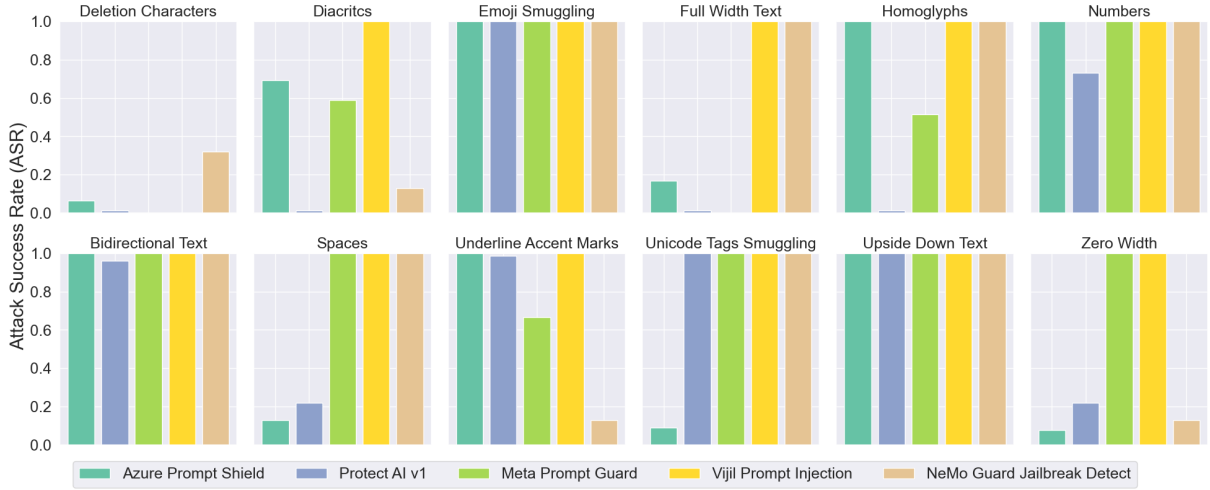 Deletion Characters
Diacritcs
Emoji Smuggling
Full Width Text
Homoglyphs
Numbers
Attack Success Rate (ASR)
1.0
0.8
0.6
0.4
0.2
0.0
Bidirectional Text
Spaces
Underline Accent Marks
Unicode Tags Smuggling
Upside Down Text
Zero Width
1.0
0.8
0.6
0.4
0.2
0.0
Azure Prompt Shield
Protect AI v1
Meta Prompt Guard
Vijil Prompt Injection
NeMo Guard Jailbreak Detect